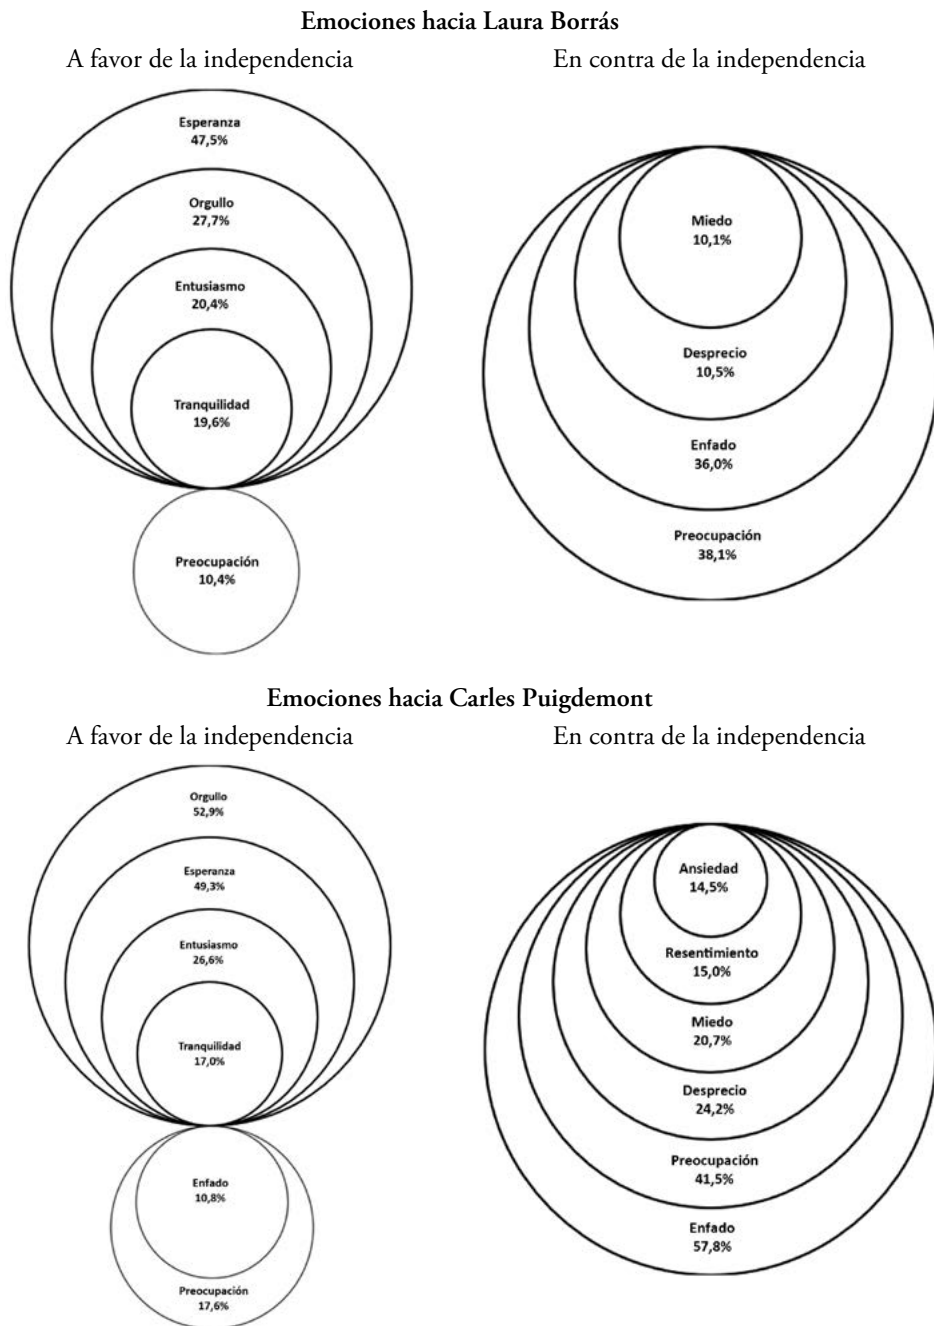 Emociones hacia Laura Borrás
A favor de la independencia
Esperanza
47,5%
Orgullo
27,7%
Entusiasmo
20,4%
Tranquilidad
19,6%
Preocupación
10,4%
En contra de la independencia
Miedo
10,1%
Desprecio
10,5%
Enfado
36,0%
Preocupación
38,1%
Emociones hacia Carles Puigdemont
A favor de la independencia
Orgullo
52,9%
Esperanza
49,3%
Entusiasmo
26,6%
Tranquilidad
17,0%
Enfado
10,8%
Preocupación
17,6%
En contra de la independencia
Ansiedad
14,5%
Resentimiento
15,0%
Miedo
20,7%
Desprecio
24,2%
Preocupación
41,5%
Enfado
57,8%